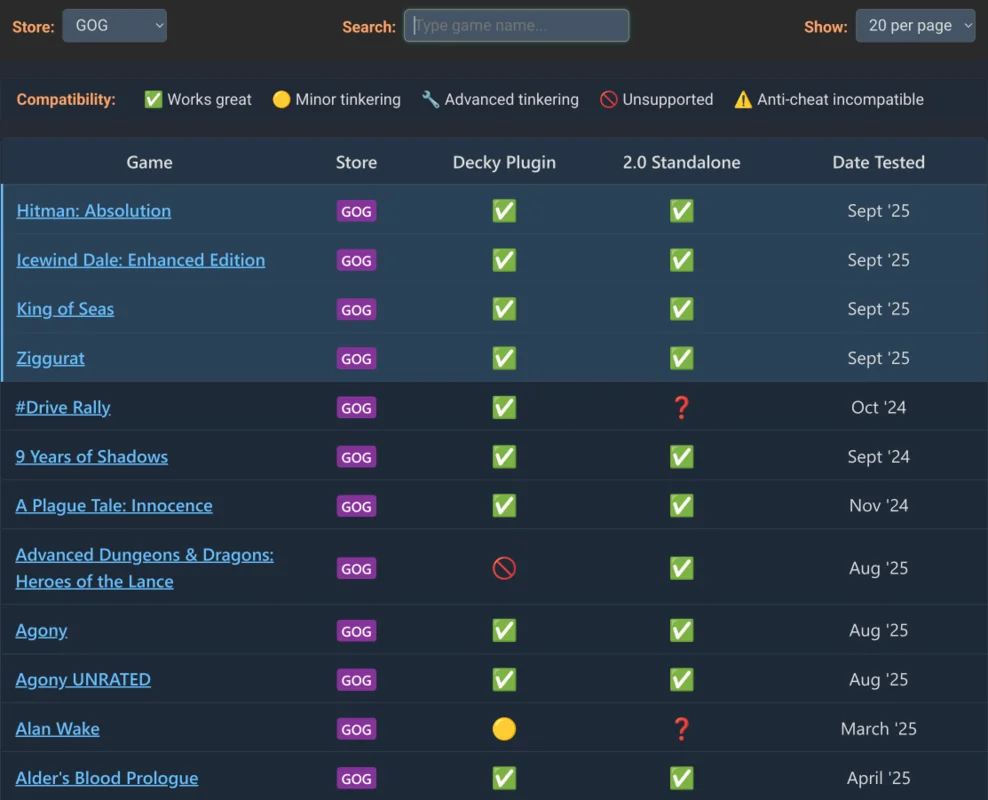 Store: GOG Search: Type game name... Show: 20 per page
Compatibility: ✅ Works great 🟡 Minor tinkering 🔧 Advanced tinkering 🚫 Unsupported ⚠️ Anti-cheat incompatible
Game Store Decky Plugin 2.0 Standalone Date Tested
Hitman: Absolution GOG ✅ ✅ Sept '25
Icewind Dale: Enhanced Edition GOG ✅ ✅ Sept '25
King of Seas GOG ✅ ✅ Sept '25
Ziggurat GOG ✅ ✅ Sept '25
#Drive Rally GOG ✅ ❓ Oct '24
9 Years of Shadows GOG ✅ ✅ Sept '24
A Plague Tale: Innocence GOG ✅ ✅ Nov '24
Advanced Dungeons & Dragons:
Heroes of the Lance GOG 🚫 ✅ Aug '25
Agony GOG ✅ ✅ Aug '25
Agony UNRATED GOG ✅ ✅ Aug '25
Alan Wake GOG 🟡 ❓ March '25
Alder's Blood Prologue GOG ✅ ✅ April '25